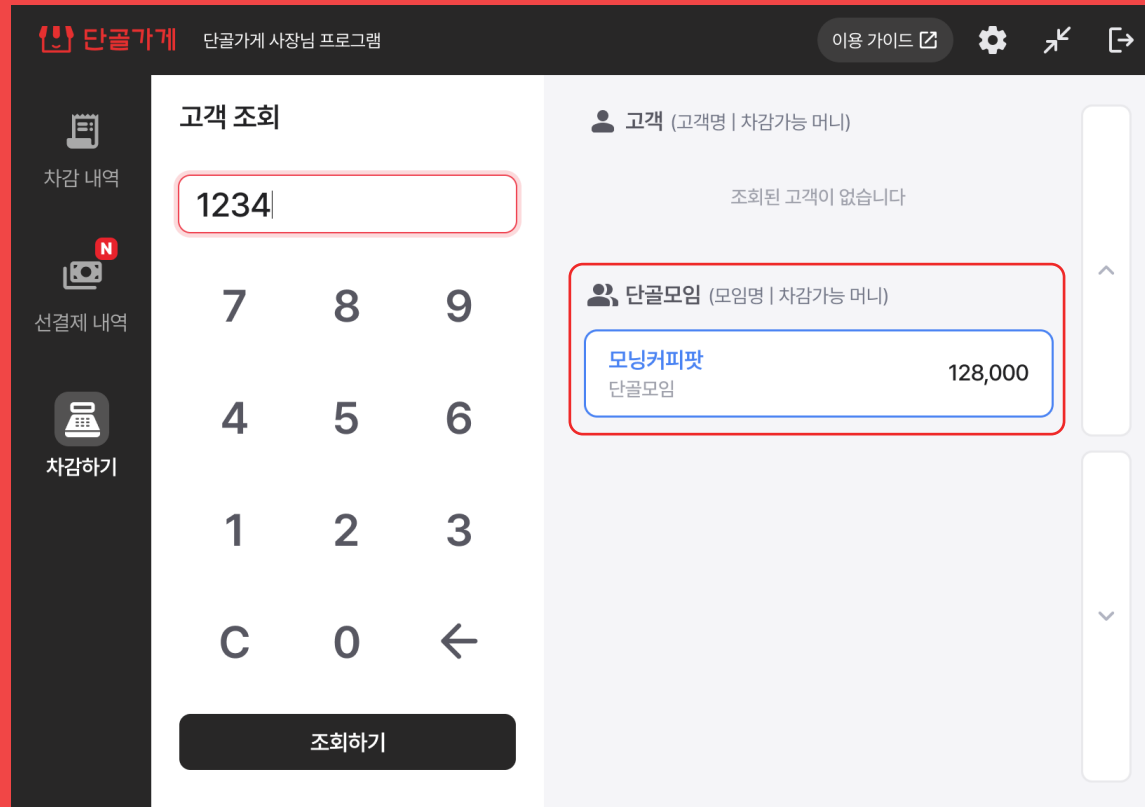 단골가게 단골가게 사장님 프로그램 이용 가이드
차감 내역
N
선결제 내역
차감하기
고객 조회
1234
7 8 9
4 5 6
1 2 3
C 0
조회하기
고객 (고객명 | 차감가능 머니)
조회된 고객이 없습니다
단골모임 (모임명 | 차감가능 머니)
모닝커피팟
단골모임
128,000